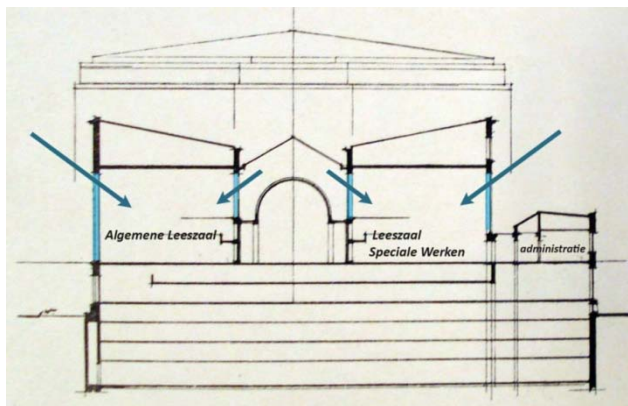 Algemene Leeszaal
Leeszaal
Speciale Werken
administratie